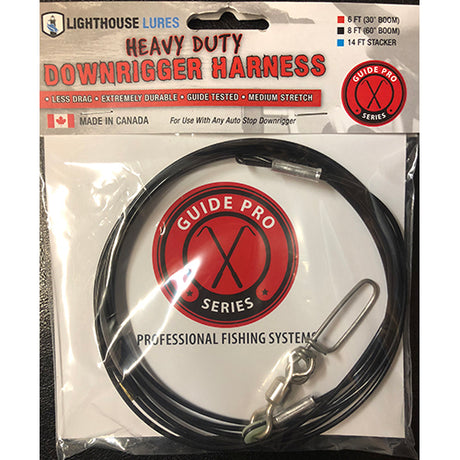 LIGHTHOUSE LURES
6 FT (30" BOOM)
8 FT (60" BOOM)
14 FT STACKER
HEAVY DUTY
DOWNRIGGER HARNESS
• LESS DRAG • EXTREMELY DURABLE • GUIDE TESTED • MEDIUM STRETCH
GUIDE PRO
SERIES
MADE IN CANADA
For Use With Any Auto Stop Downrigger
GUIDE PRO
SERIES
PROFESSIONAL FISHING SYSTEMS